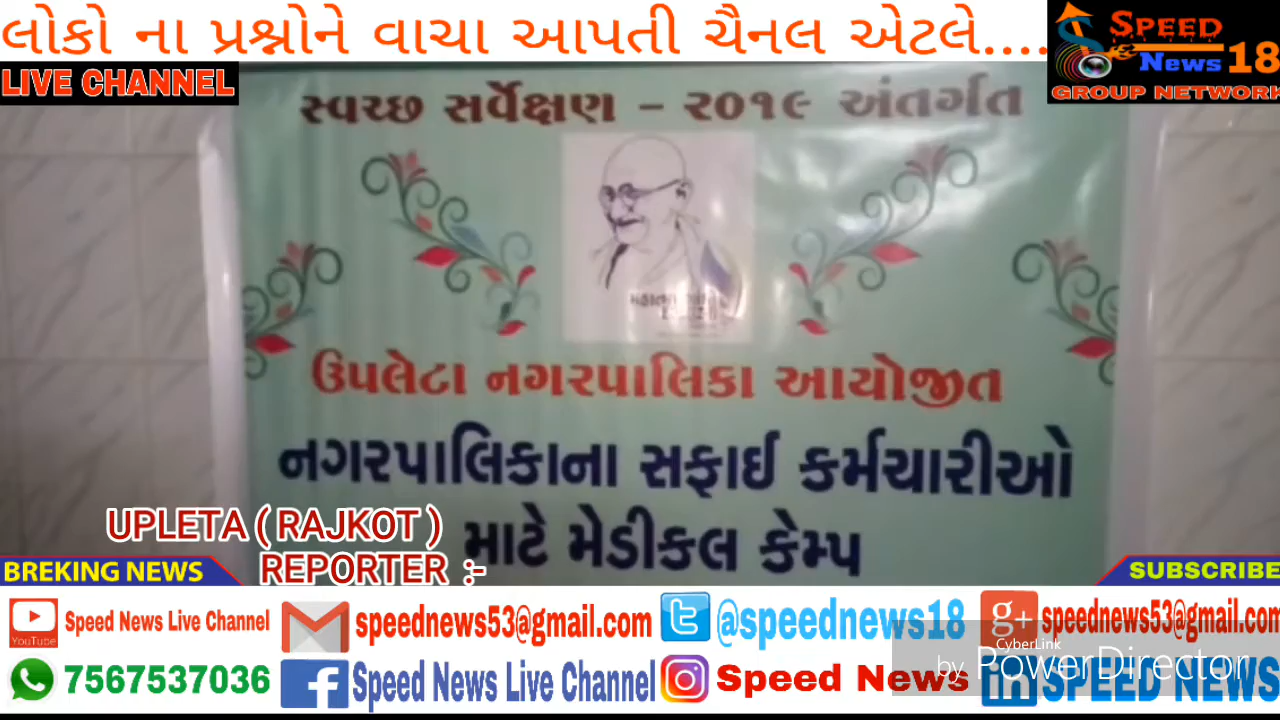 લોકો ના પ્રશ્નોને વાચા આપતી ચૈનલ એટલે....
SPEED
News 18
GROUP NETWORK
LIVE CHANNEL
સ્વચ્છ સર્વેક્ષણ - ૨૦૧૯ અંતર્ગત
ઉપલેટા નગરપાલિકા આયોજીત
નગરપાલિકાના સફાઈ કર્મચારીઓ
માટે મેડીકલ કેમ્પ
UPLETA ( RAJKOT )
REPORTER :-
BREKING NEWS
SUBSCRIBE
YouTube
Speed News Live Channel
speednews53@gmail.com
@speednews18
g+
speednews53@gmail.com
7567537036
Speed News Live Channel
Speed News
in
SPEED NEWS
CyberLink
by PowerDirector